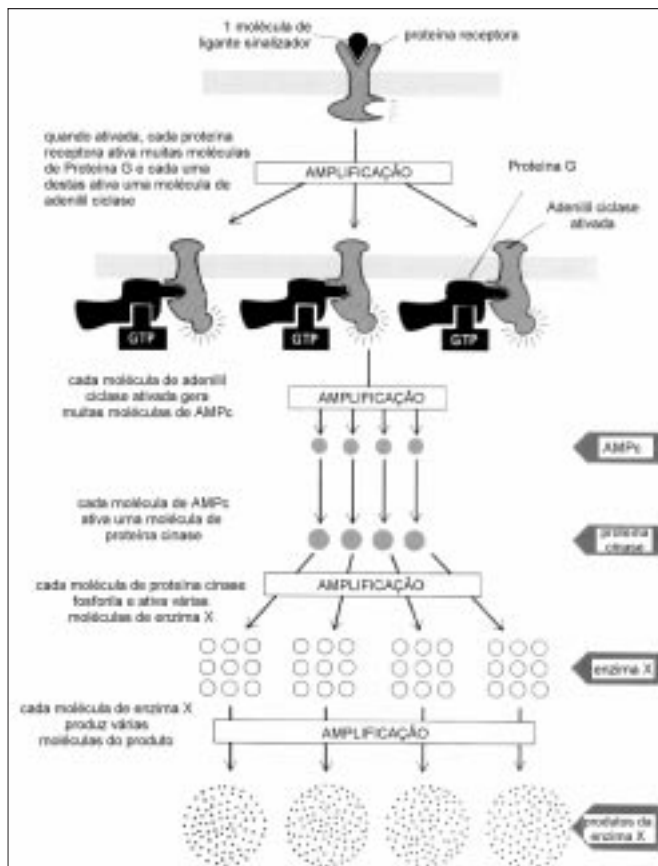 1 molécula de
ligante sinalizador
proteína receptora
quando ativada, cada proteína
receptora ativa muitas moléculas
de Proteína G e cada uma
destas ativa uma molécula de
adenilil ciclase
AMPLIFICAÇÃO
Proteína G
Adenilil ciclase
ativada
GTP
GTP
GTP
cada molécula de adenilil
ciclase ativada gera
muitas moléculas de AMPc
AMPLIFICAÇÃO
AMPc
cada molécula de AMPc
ativa uma molécula de
proteína cinase
proteína
cinase
cada molécula de proteína cinase
fosforila e ativa várias
moléculas de enzima X
AMPLIFICAÇÃO
enzima X
cada molécula de enzima X
produz várias
moléculas do produto
AMPLIFICAÇÃO
produtos da
enzima X